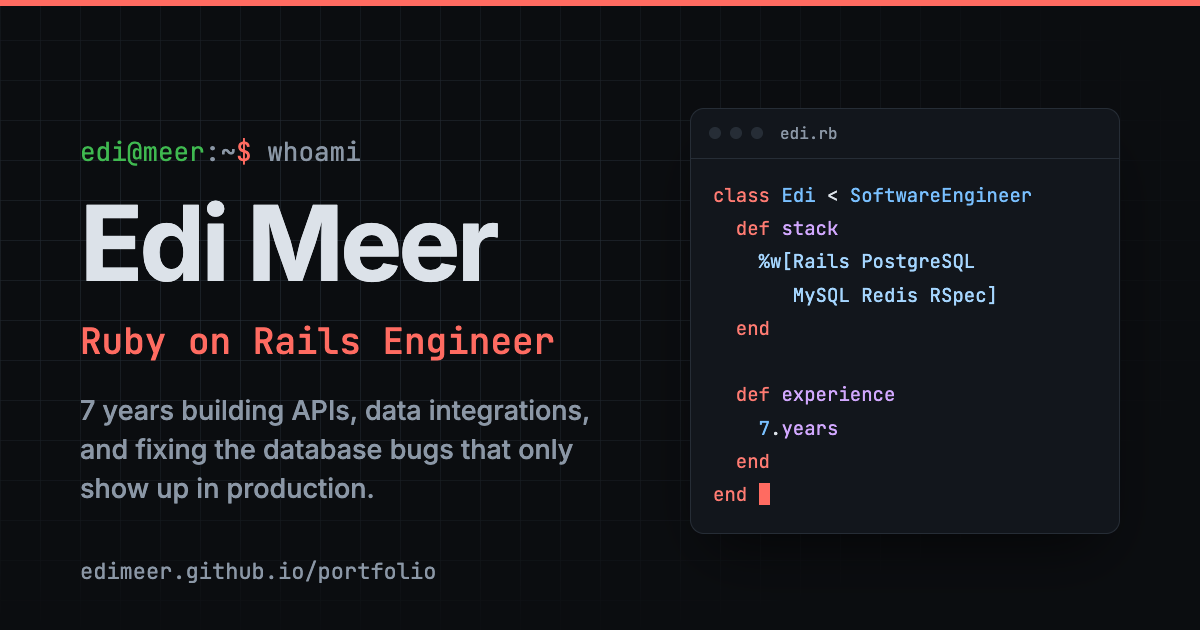 edi@meer:~$ whoami
Edi Meer
Ruby on Rails Engineer
7 years building APIs, data integrations,
and fixing the database bugs that only
show up in production.
edimeer.github.io/portfolio
edi.rb
class Edi < SoftwareEngineer
  def stack
    %w[Rails PostgreSQL
       MySQL Redis RSpec]
  end

  def experience
    7.years
  end
end